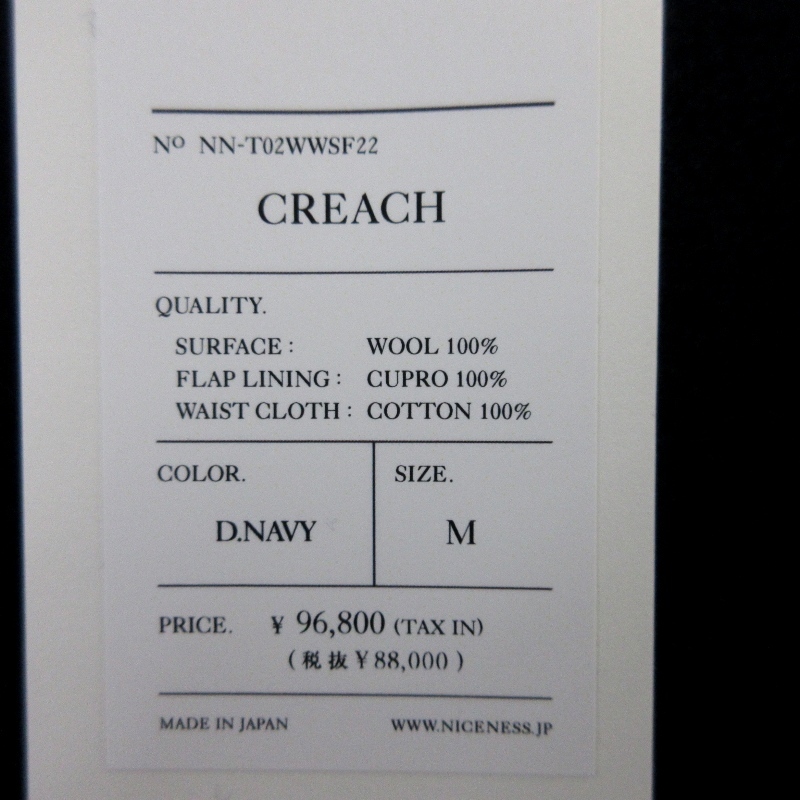 Nº NN-T02WWSF22
CREACH
QUALITY.
SURFACE : WOOL 100%
FLAP LINING : CUPRO 100%
WAIST CLOTH : COTTON 100%
COLOR. SIZE.
D.NAVY M
PRICE. ¥ 96,800 (TAX IN)
(税抜¥88,000)
MADE IN JAPAN WWW.NICENESS.JP